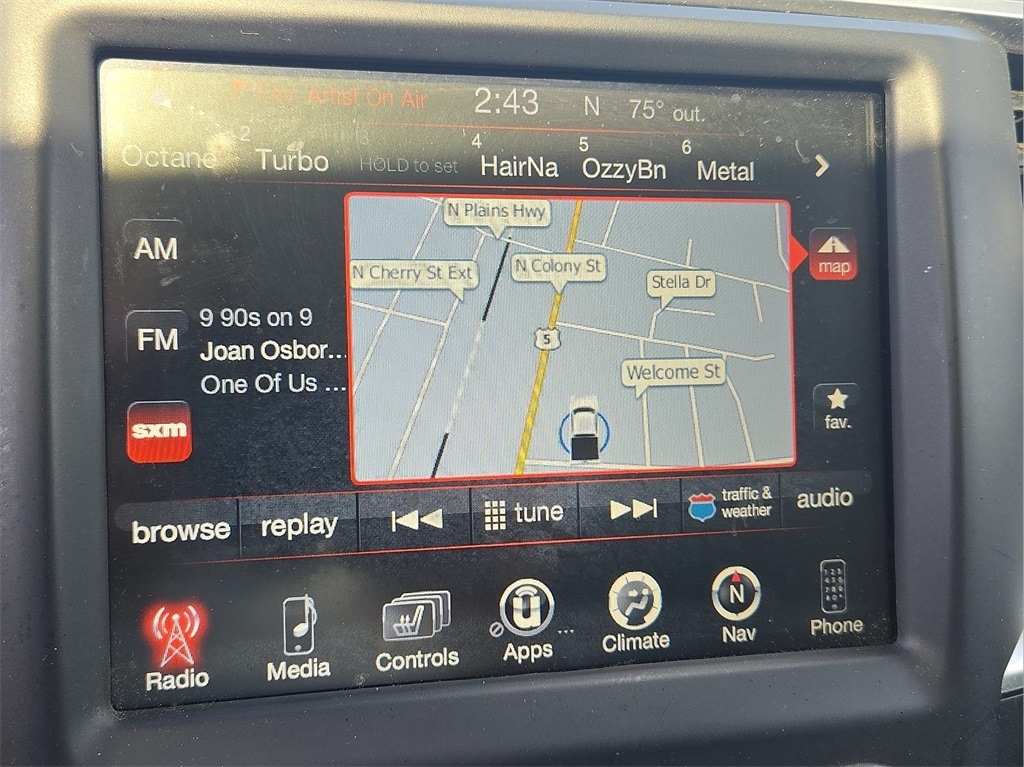 Fav. Artist On Air
2:43 N 75° out.
Octane
2 Turbo
HOLD to set
4 HairNa
5 OzzyBn
6 Metal
AM
FM
sxm
9 90s on 9
Joan Osbor...
One Of Us ...
N Plains Hwy
N Cherry St Ext
N Colony St
Stella Dr
5
Welcome St
map
fav.
browse
replay
tune
traffic &
weather
audio
Radio
Media
Controls
u
Apps
...
Climate
N
Nav
Phone